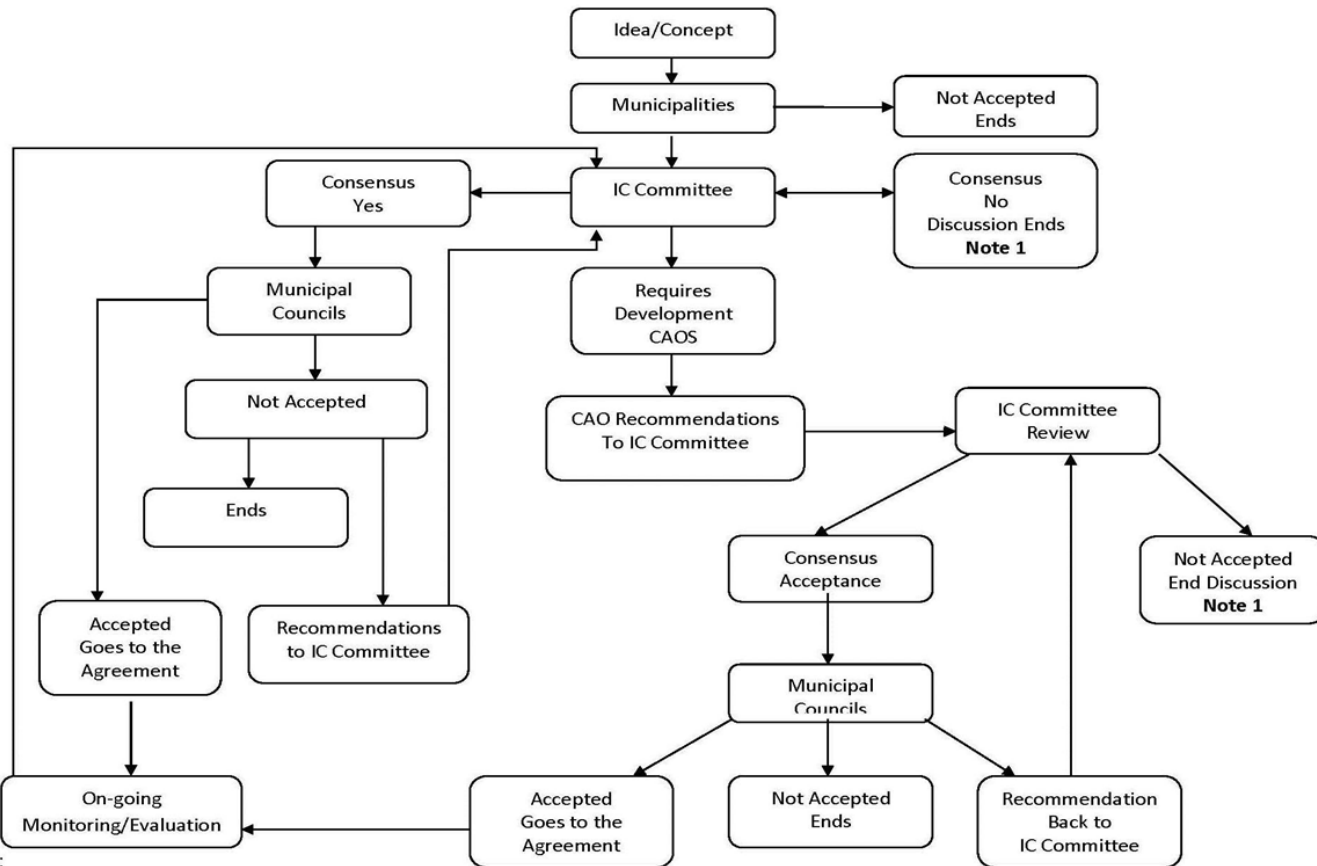 Idea/Concept
Municipalities
Not Accepted
Ends
Consensus
Yes
IC Committee
Consensus
No
Discussion Ends
Note 1
Municipal
Councils
Requires
Development
CAOS
Not Accepted
CAO Recommendations
To IC Committee
IC Committee
Review
Ends
Consensus
Acceptance
Not Accepted
End Discussion
Note 1
Accepted
Goes to the
Agreement
Recommendations
to IC Committee
Municipal
Councils
On-going
Monitoring/Evaluation
Accepted
Goes to the
Agreement
Not Accepted
Ends
Recommendation
Back to
IC Committee